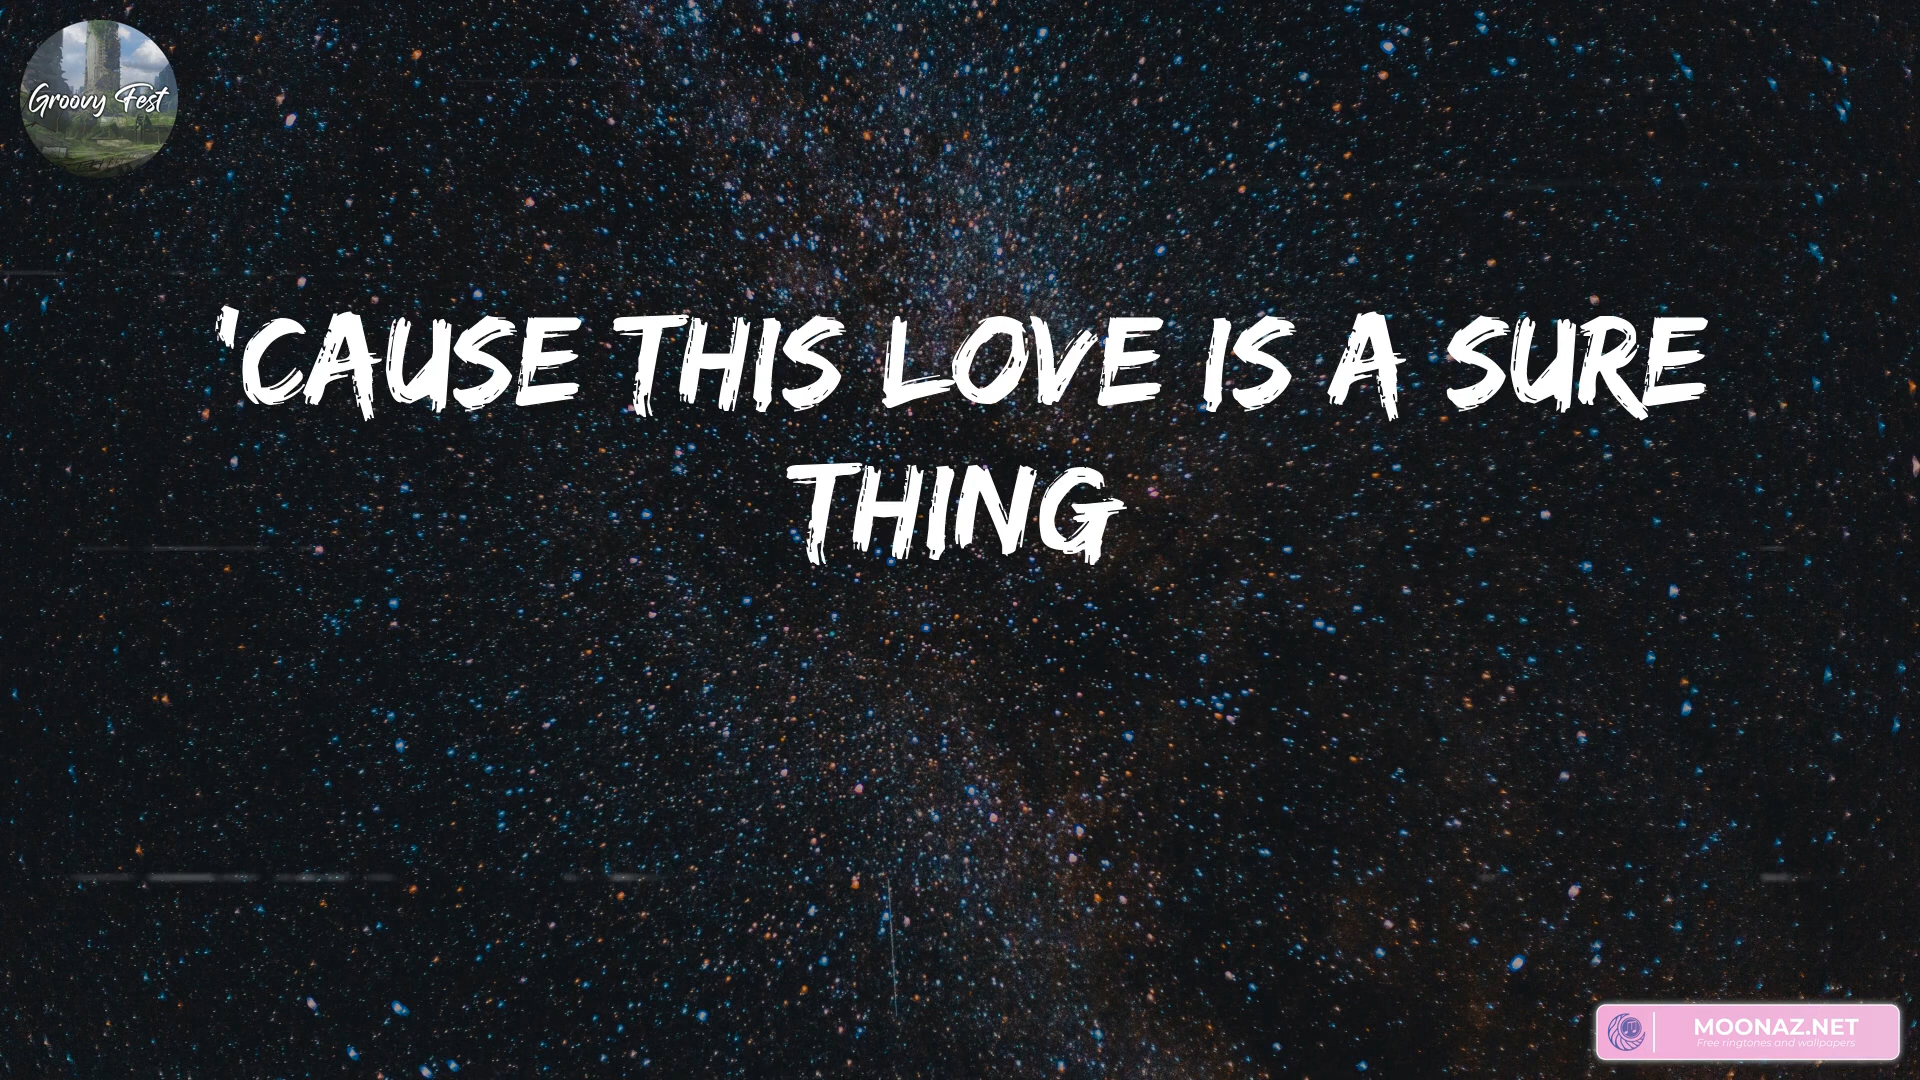 Groovy Fest
'CAUSE THIS LOVE IS A SURE
THING
MOONAZ.NET
Free ringtones and wallpapers